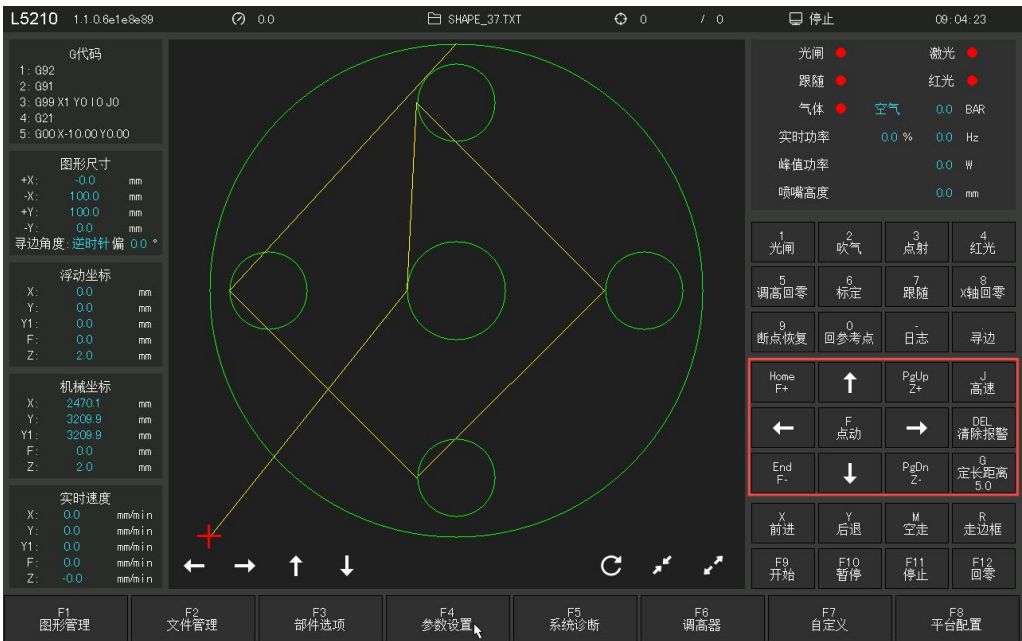 L5210 1.1.0.6e1e8e89 0.0 SHAPE_37.TXT 0 / 0 停止 09:04:23
G代码
1: G92
2: G91
3: G99 X1 Y0 I0 J0
4: G21
5: G00 X-10.00 Y0.00
图形尺寸
+X: -0.0 mm
-X: 100.0 mm
+Y: 100.0 mm
-Y: 0.0 mm
寻边角度:逆时针偏 0.0 °
浮动坐标
X: 0.0 mm
Y: 0.0 mm
Y1: 0.0 mm
F: 0.0 mm
Z: 2.0 mm
机械坐标
X: 2470.1 mm
Y: 3209.9 mm
Y1: 3209.9 mm
F: 0.0 mm
Z: 2.0 mm
实时速度
X: 0.0 mm/min
Y: 0.0 mm/min
Y1: 0.0 mm/min
F: 0.0 mm/min
Z: -0.0 mm/min
光闸 激光
跟随 红光
气体 空气 0.0 BAR
实时功率 0.0 % 0.0 Hz
峰值功率 0.0 W
喷嘴高度 0.0 mm
1 2 3 4
光闸 吹气 点射 红光
5 6 7 8
调高回零 标定 跟随 X轴回零
9 0 - .
断点恢复 回参考点 日志 寻边
Home PgUp J
F+ Z+ 高速
F DEL
点动 清除报警
End PgDn G
F- Z- 定长距离
5.0
X Y M R
前进 后退 空走 走边框
F9 F10 F11 F12
开始 暂停 停止 回零
F1 F2 F3 F4 F5 F6 F7 F8
图形管理 文件管理 部件选项 参数设置 系统诊断 调高器 自定义 平台配置